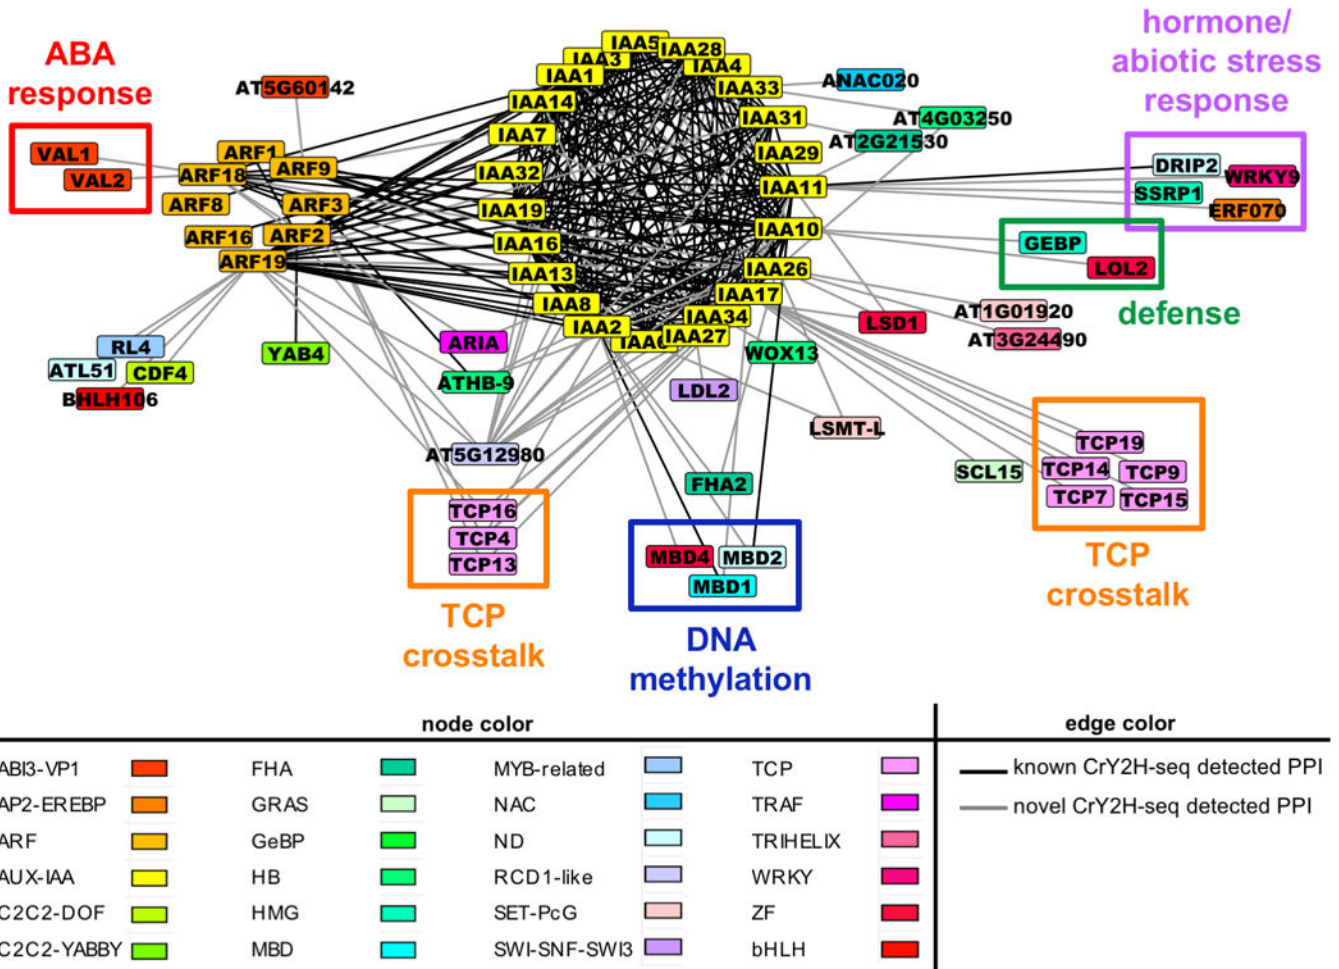 hormone/
abiotic stress
response
ABA
response
IAA5
IAA28
IAA3
IAA4
IAA1
IAA33
ANAC020
AT5G60142
IAA14
IAA31
AT4G03250
IAA7
AT2G21530
VAL1
ARF1
IAA29
DRIP2
VAL2
ARF18
ARF9
IAA32
IAA11
WRKY9
SSRP1
ARF8
ARF3
IAA19
ERF070
ARF16
ARF2
IAA16
IAA10
GEBP
ARF19
IAA13
IAA26
LOL2
IAA8
IAA17
AT1G01920
defense
IAA2
IAA34
LSD1
IAA27
AT3G24490
RL4
YAB4
ARIA
WOX13
ATL51
CDF4
ATHB-9
LDL2
BHLH106
LSMT-L
AT5G12980
TCP19
SCL15
TCP14
TCP9
FHA2
TCP7
TCP15
TCP16
TCP4
TCP13
MBD4
MBD2
MBD1
TCP
crosstalk
TCP
crosstalk
DNA
methylation
node color
edge color
ABI3-VP1
FHA
MYB-related
TCP
known CrY2H-seq detected PPI
AP2-EREBP
GRAS
NAC
TRAF
novel CrY2H-seq detected PPI
ARF
GeBP
ND
TRIHELIX
AUX-IAA
HB
RCD1-like
WRKY
C2C2-DOF
HMG
SET-PcG
ZF
C2C2-YABBY
MBD
SWI-SNF-SWI3
bHLH